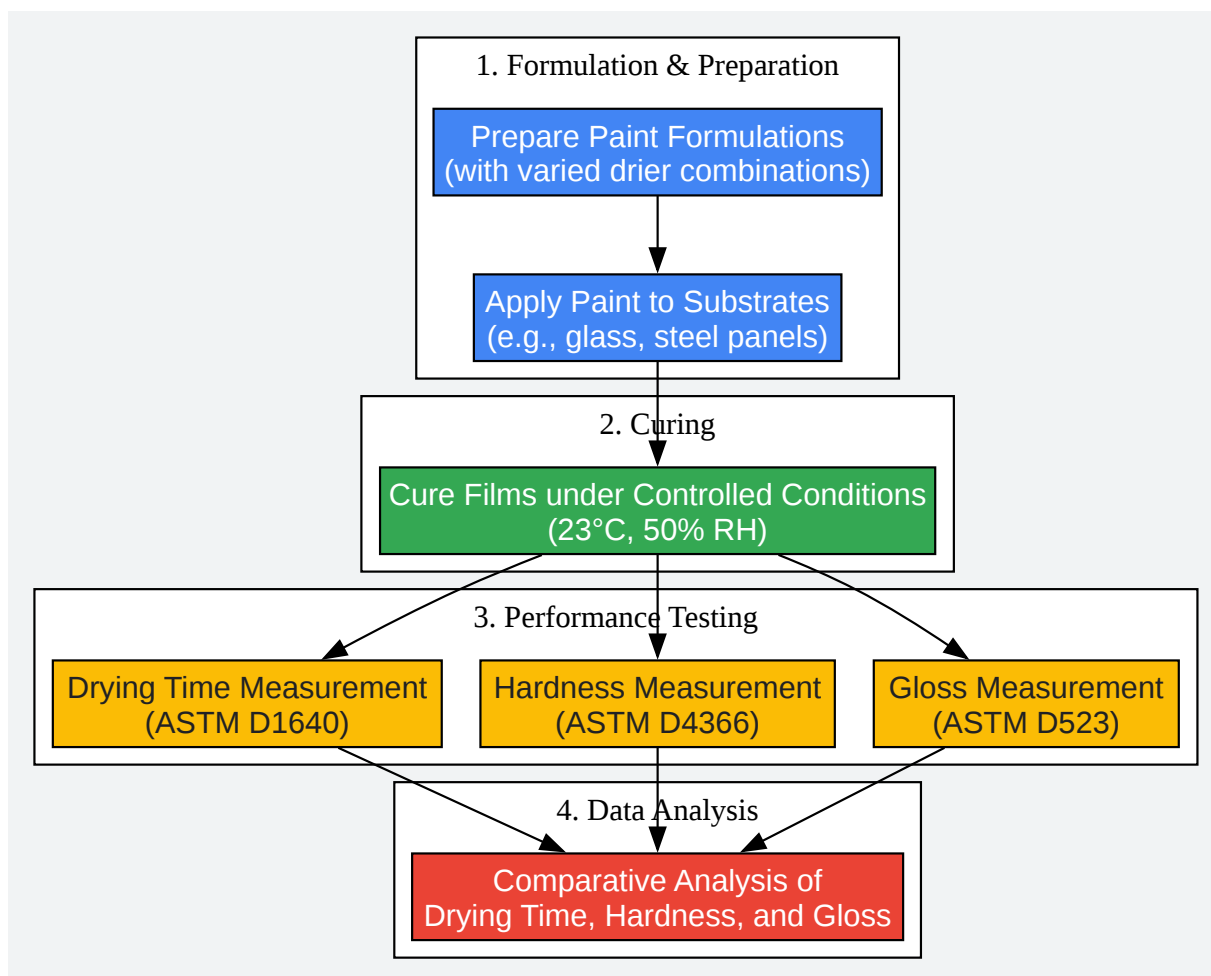 1. Formulation & Preparation
Prepare Paint Formulations
(with varied drier combinations)
Apply Paint to Substrates
(e.g., glass, steel panels)
2. Curing
Cure Films under Controlled Conditions
(23°C, 50% RH)
3. Performance Testing
Drying Time Measurement
(ASTM D1640)
Hardness Measurement
(ASTM D4366)
Gloss Measurement
(ASTM D523)
4. Data Analysis
Comparative Analysis of
Drying Time, Hardness, and Gloss